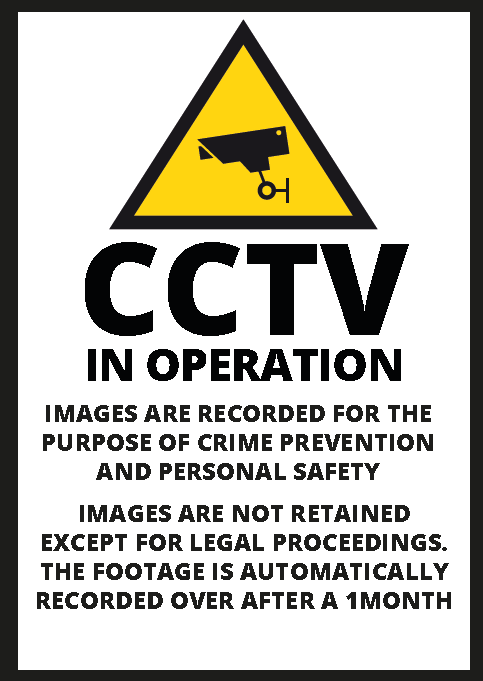 CCTV
IN OPERATION
IMAGES ARE RECORDED FOR THE
PURPOSE OF CRIME PREVENTION
AND PERSONAL SAFETY
IMAGES ARE NOT RETAINED
EXCEPT FOR LEGAL PROCEEDINGS.
THE FOOTAGE IS AUTOMATICALLY
RECORDED OVER AFTER A 1MONTH